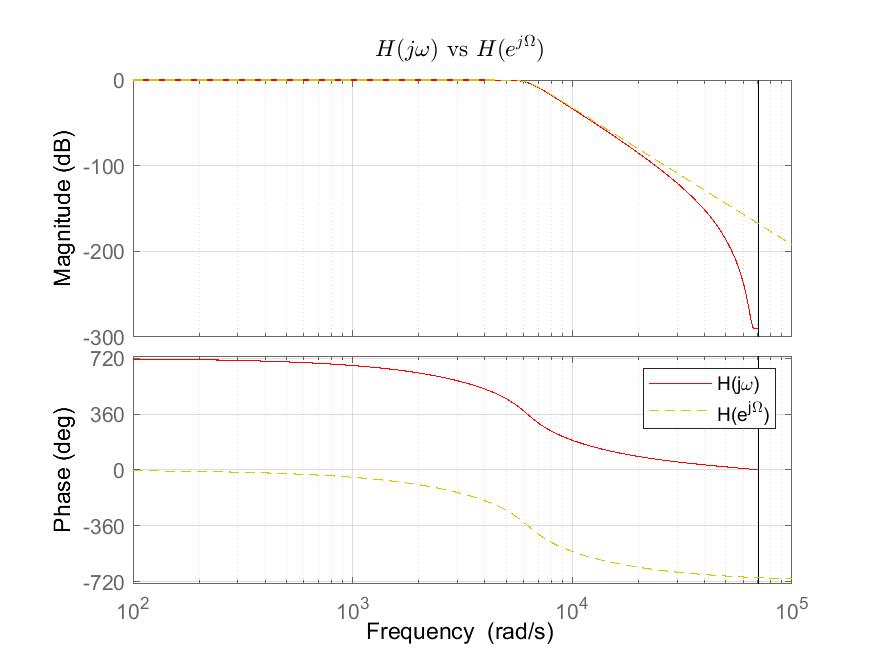 H(jω) vs H(e^{jΩ})
0
-100
-200
-300
Magnitude (dB)
720
360
0
-360
-720
Phase (deg)
H(jω)
H(e^{jΩ})
10^2
10^3
10^4
10^5
Frequency (rad/s)